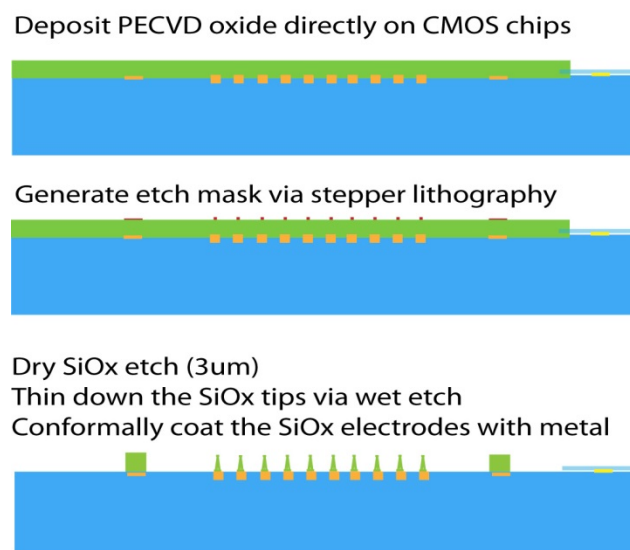 Deposit PECVD oxide directly on CMOS chips
Generate etch mask via stepper lithography
Dry SiOx etch (3um)
Thin down the SiOx tips via wet etch
Conformally coat the SiOx electrodes with metal